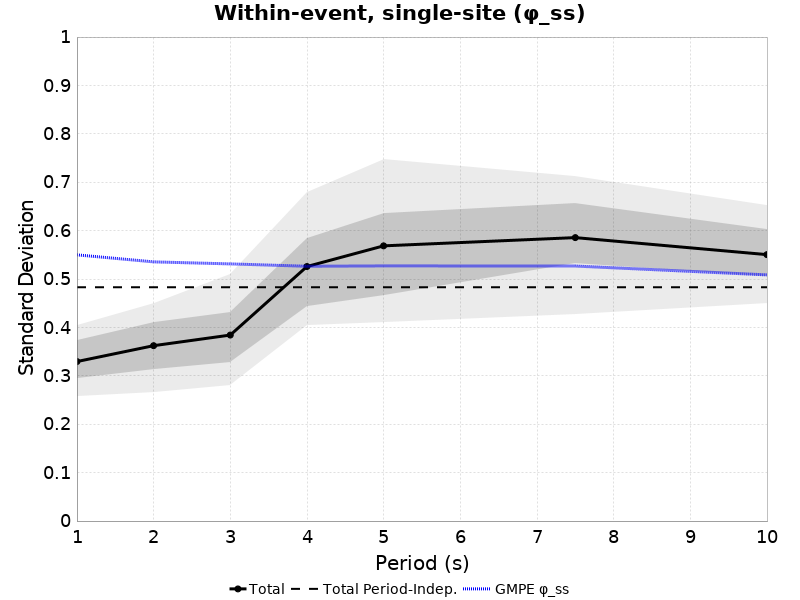 Within-event, single-site (φ_ss)
1
0.9
0.8
0.7
0.6
0.5
0.4
0.3
0.2
0.1
0
Standard Deviation
1 2 3 4 5 6 7 8 9 10
Period (s)
Total Total Period-Indep. GMPE φ_ss